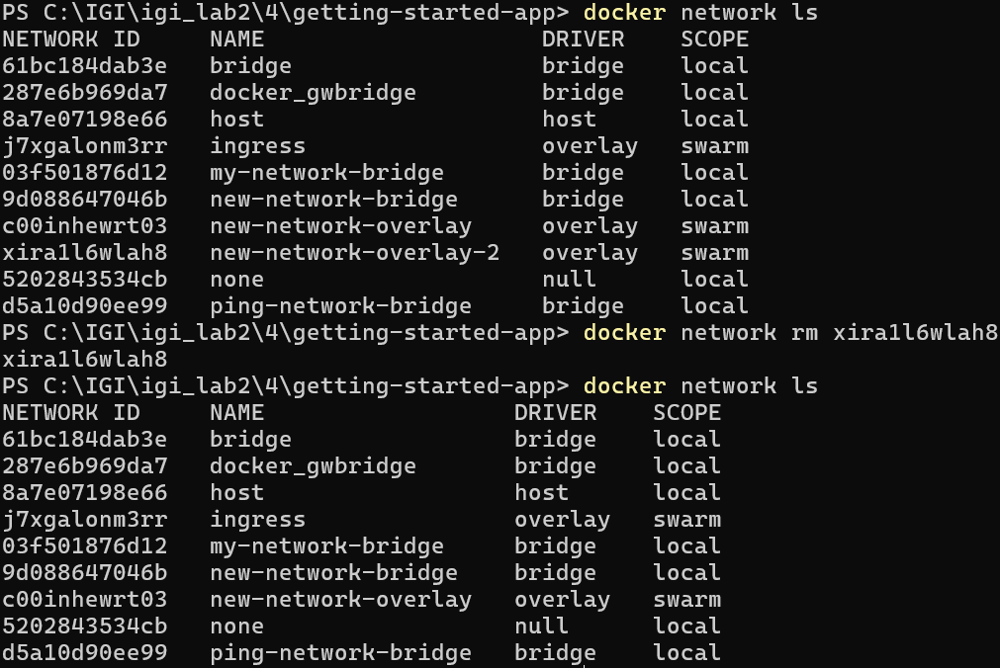 PS C:\IGI\igi_lab2\4\getting-started-app> docker network ls
NETWORK ID     NAME                    DRIVER    SCOPE
61bc184dab3e   bridge                  bridge    local
287e6b969da7   docker_gwbridge         bridge    local
8a7e07198e66   host                    host      local
j7xgalonm3rr   ingress                 overlay   swarm
03f501876d12   my-network-bridge       bridge    local
9d088647046b   new-network-bridge      bridge    local
c00inhewrt03   new-network-overlay     overlay   swarm
xira1l6wlah8   new-network-overlay-2   overlay   swarm
5202843534cb   none                    null      local
d5a10d90ee99   ping-network-bridge     bridge    local
PS C:\IGI\igi_lab2\4\getting-started-app> docker network rm xira1l6wlah8
xira1l6wlah8
PS C:\IGI\igi_lab2\4\getting-started-app> docker network ls
NETWORK ID     NAME                  DRIVER    SCOPE
61bc184dab3e   bridge                bridge    local
287e6b969da7   docker_gwbridge       bridge    local
8a7e07198e66   host                  host      local
j7xgalonm3rr   ingress               overlay   swarm
03f501876d12   my-network-bridge     bridge    local
9d088647046b   new-network-bridge    bridge    local
c00inhewrt03   new-network-overlay   overlay   swarm
5202843534cb   none                  null      local
d5a10d90ee99   ping-network-bridge   bridge    local